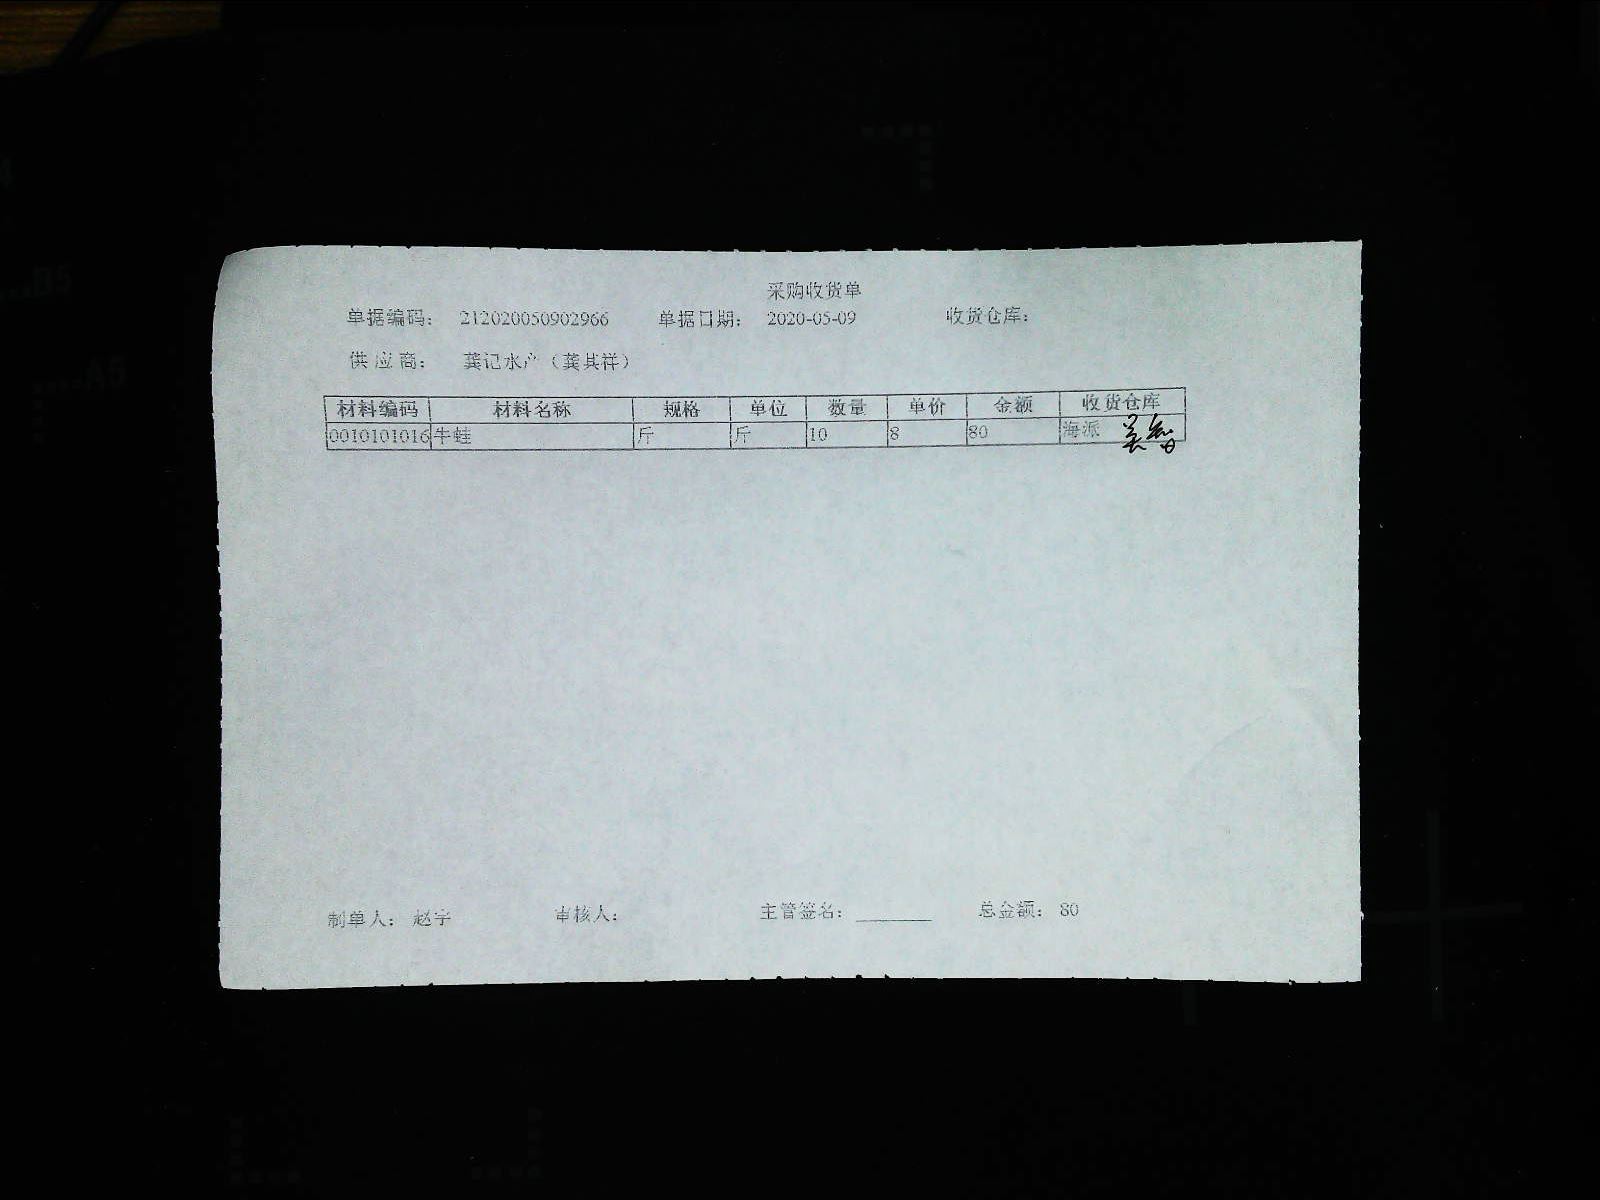 采购收货单
单据编码: 212020050902966 单据日期: 2020-05-09 收货仓库:
供应商: 龚记水产（龚其祥）
材料编码 材料名称 规格 单位 数量 单价 金额 收货仓库
0010101016 牛蛙 斤 斤 10 8 80 海派
制单人: 赵宇 审核人: 主管签名: ________ 总金额: 80
B5
A5